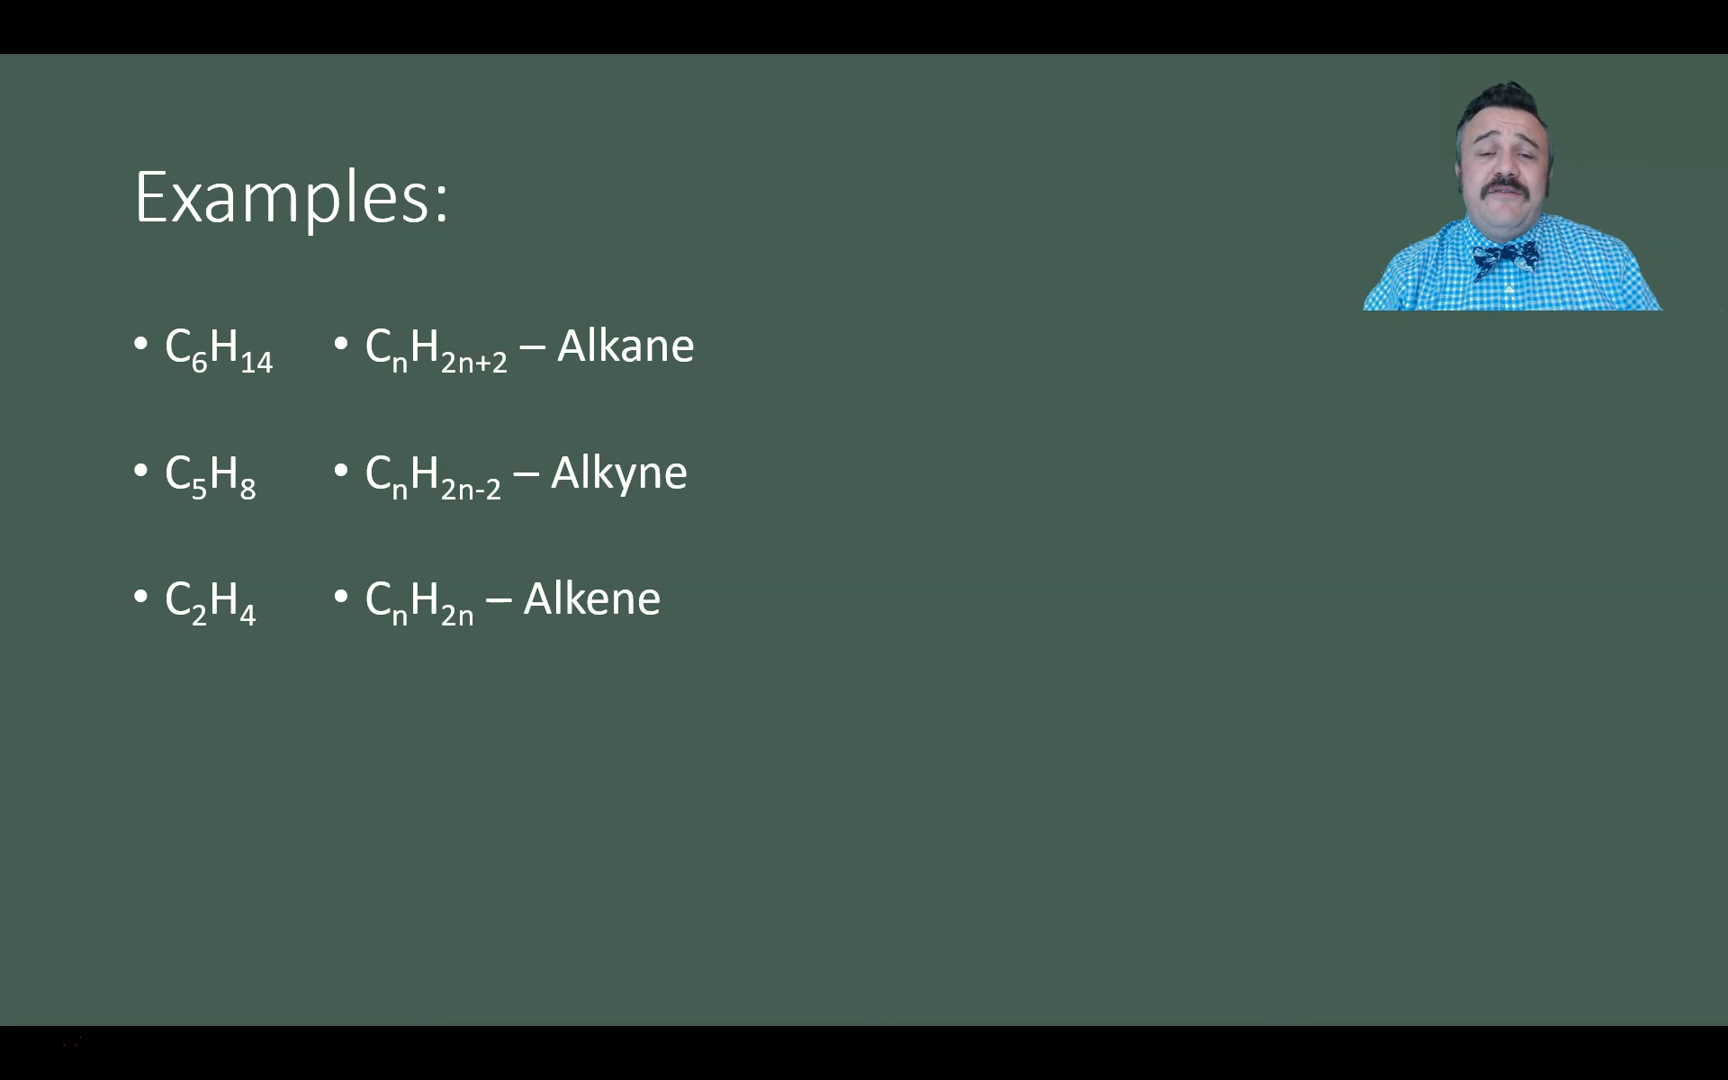 Examples:
• C₆H₁₄ • CₙH₂ₙ₊₂ – Alkane
• C₅H₈ • CₙH₂ₙ₋₂ – Alkyne
• C₂H₄ • CₙH₂ₙ – Alkene